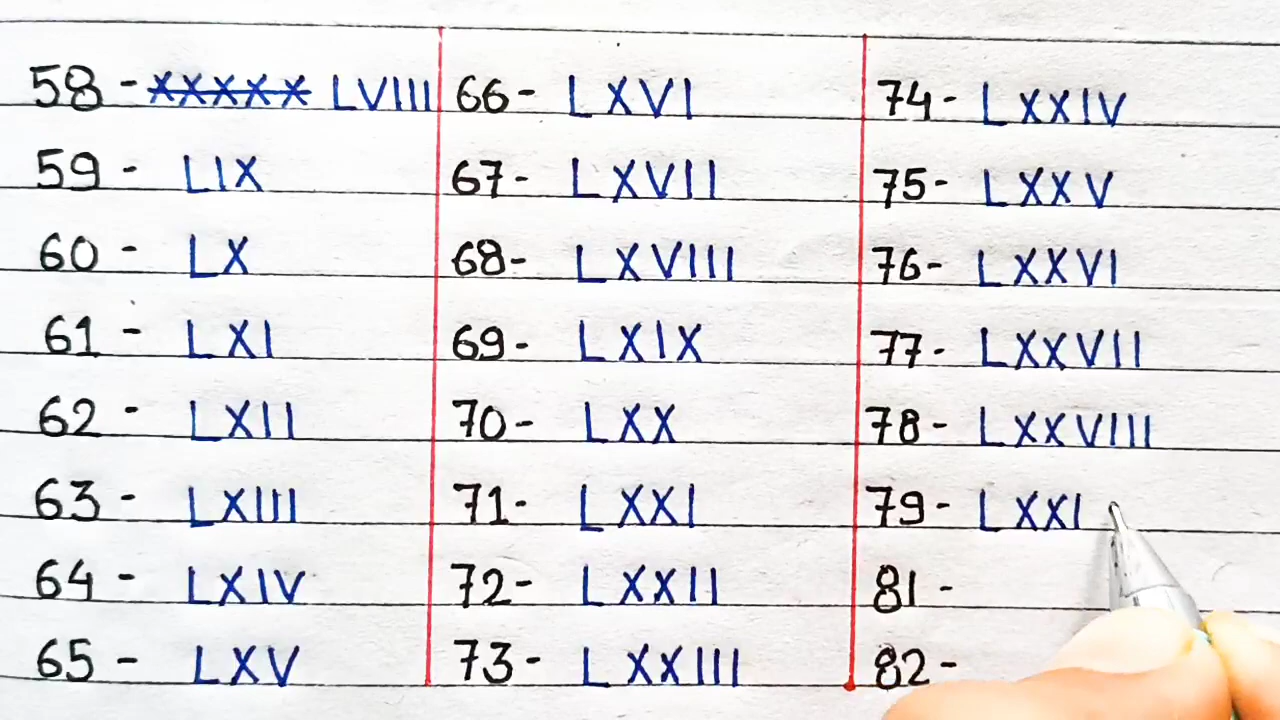 58 - XXXXX LVIII
59 - LIX
60 - LX
61 - LXI
62 - LXII
63 - LXIII
64 - LXIV
65 - LXV
66 - LXVI
67 - LXVII
68 - LXVIII
69 - LXIX
70 - LXX
71 - LXXI
72 - LXXII
73 - LXXIII
74 - LXXIV
75 - LXXV
76 - LXXVI
77 - LXXVII
78 - LXXVIII
79 - LXXI
81 -
82 -